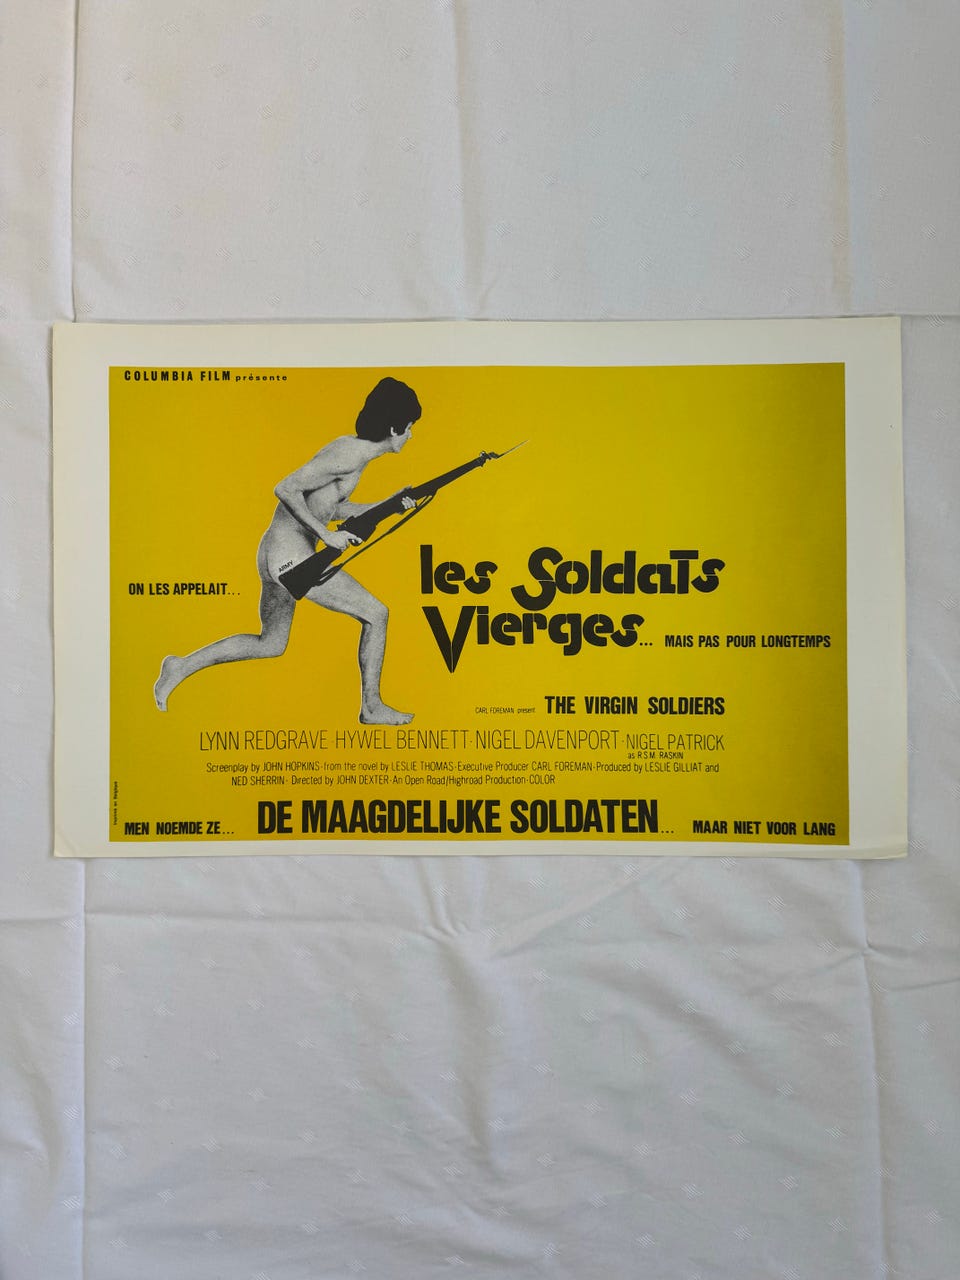 COLUMBIA FILM présente
ARMY
ON LES APPELAIT...
les Soldats
Vierges... MAIS PAS POUR LONGTEMPS
CARL FOREMAN present THE VIRGIN SOLDIERS
LYNN REDGRAVE · HYWEL BENNETT · NIGEL DAVENPORT · NIGEL PATRICK
as R.S.M. RASKIN
Screenplay by JOHN HOPKINS · from the novel by LESLIE THOMAS · Executive Producer CARL FOREMAN · Produced by LESLIE GILLIAT and
NED SHERRIN · Directed by JOHN DEXTER · An Open Road/Highroad Production · COLOR
MEN NOEMDE ZE... DE MAAGDELIJKE SOLDATEN... MAAR NIET VOOR LANG
Imprimé en Belgique